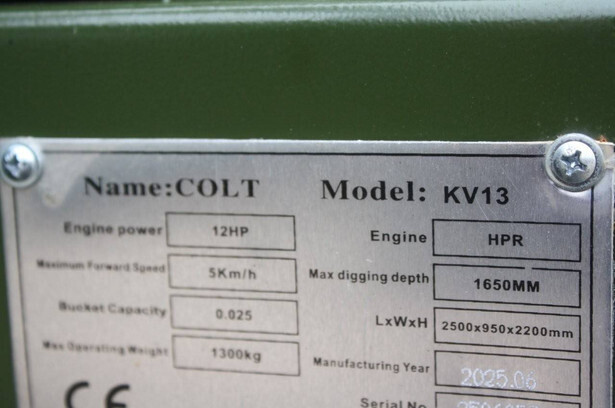 Name:COLT Model: KV13
Engine power 12HP Engine HPR
Maximum Forward Speed 5Km/h Max digging depth 1650MM
Bucket Capacity 0.025 LxWxH 2500x950x2200mm
Max Operating Weight 1300kg Manufacturing Year 2025.06
CE Serial No